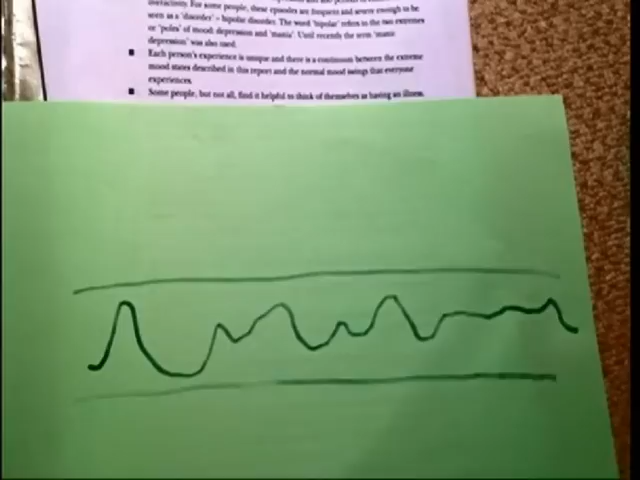 inactivity. For some people, these episodes are frequent and severe enough to be
seen as a 'disorder' – bipolar disorder. The word 'bipolar' refers to the two extremes
or 'poles' of mood: depression and 'mania'. Until recently the term 'manic
depression' was also used.
■ Each person's experience is unique and there is a continuum between the extreme
mood states described in this report and the normal mood swings that everyone
experiences.
■ Some people, but not all, find it helpful to think of themselves as having an illness.